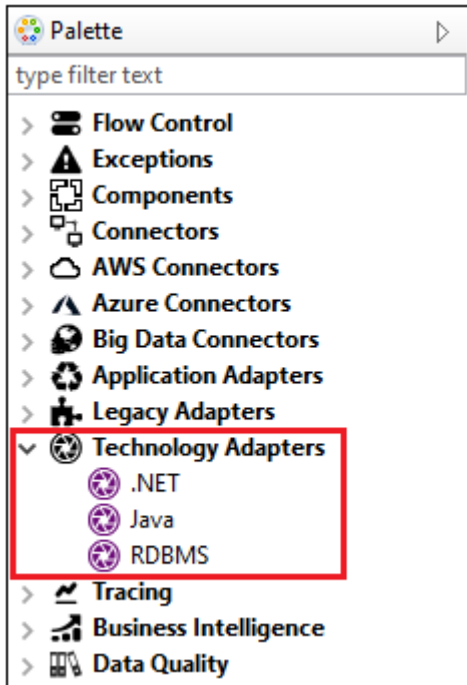 Palette
type filter text
Flow Control
Exceptions
Components
Connectors
AWS Connectors
Azure Connectors
Big Data Connectors
Application Adapters
Legacy Adapters
Technology Adapters
.NET
Java
RDBMS
Tracing
Business Intelligence
Data Quality